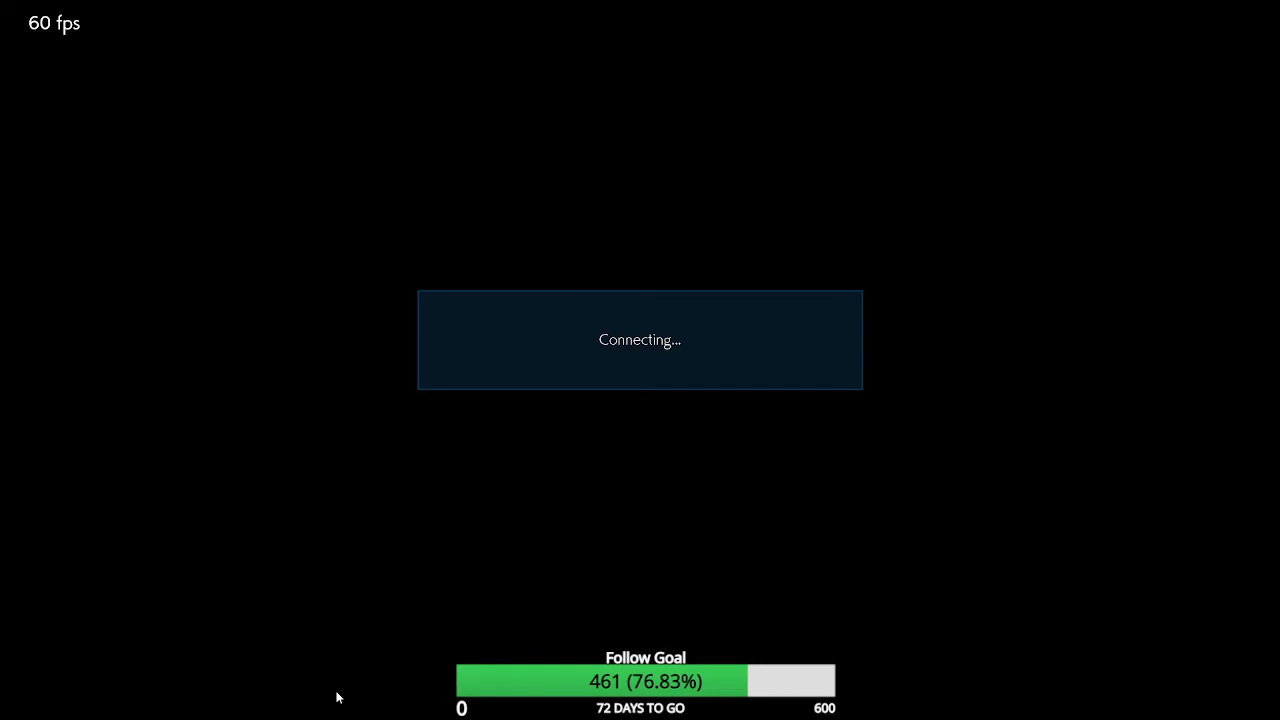 60 fps
Connecting...
Follow Goal
461 (76.83%)
0 72 DAYS TO GO 600